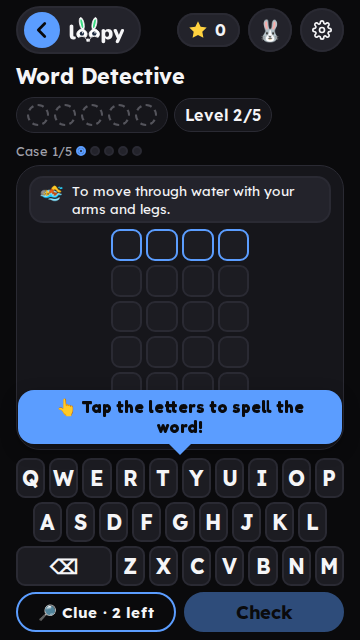 loopy
⭐ 0
Word Detective
Level 2/5
Case 1/5
To move through water with your
arms and legs.
👆 Tap the letters to spell the
word!
Q W E R T Y U I O P
A S D F G H J K L
⌫ Z X C V B N M
🔎 Clue · 2 left
Check